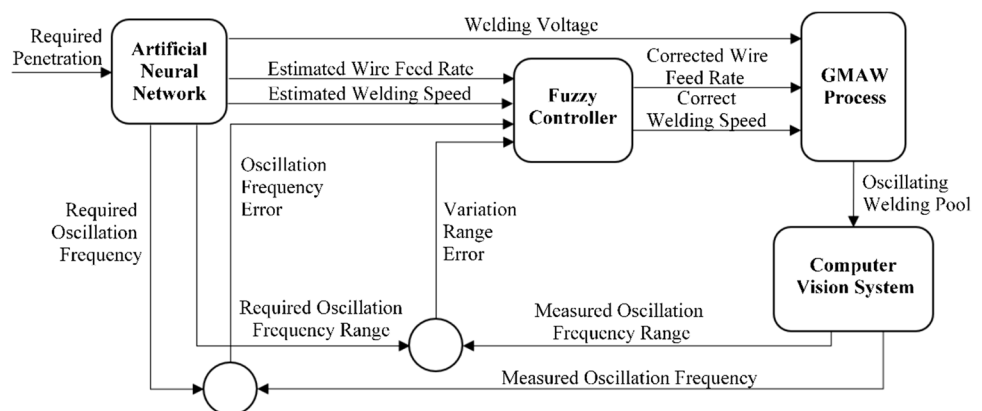 Required
Penetration
Artificial
Neural
Network
Welding Voltage
Estimated Wire Feed Rate
Estimated Welding Speed
Fuzzy
Controller
Corrected Wire
Feed Rate
Correct
Welding Speed
GMAW
Process
Oscillation
Frequency
Error
Variation
Range
Error
Required
Oscillation
Frequency
Oscillating
Welding Pool
Computer
Vision System
Required Oscillation
Frequency Range
Measured Oscillation
Frequency Range
Measured Oscillation Frequency